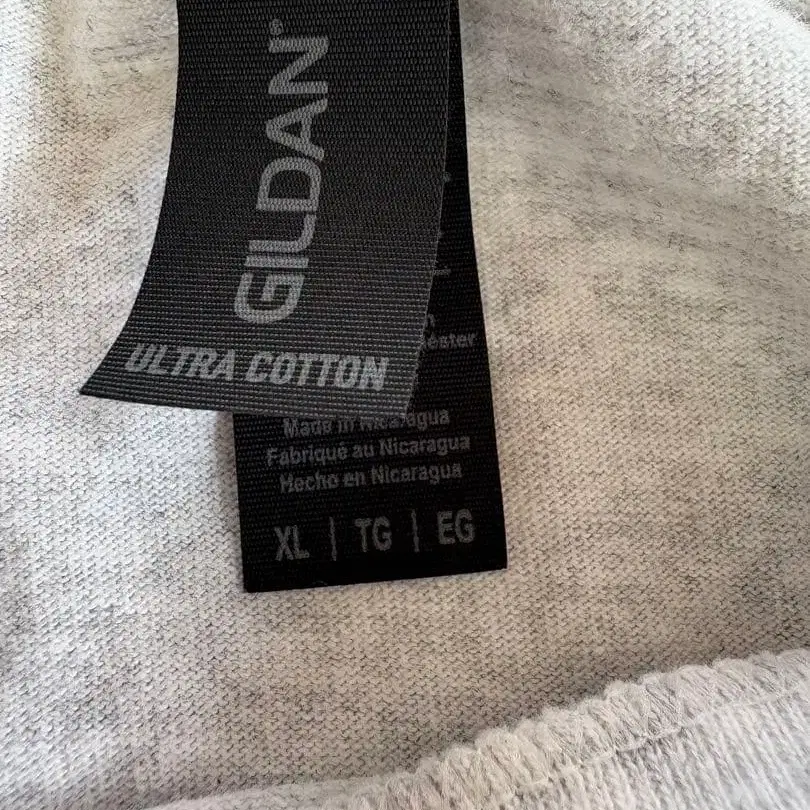 GILDAN®
ULTRA COTTON
Made in Nicaragua
Fabriqué au Nicaragua
Hecho en Nicaragua
XL | TG | EG